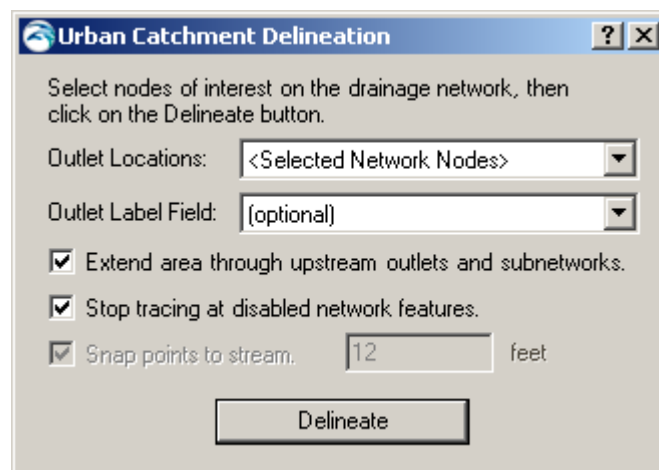 Urban Catchment Delineation
Select nodes of interest on the drainage network, then
click on the Delineate button.
Outlet Locations: <Selected Network Nodes>
Outlet Label Field: (optional)
Extend area through upstream outlets and subnetworks.
Stop tracing at disabled network features.
Snap points to stream. 12 feet
Delineate